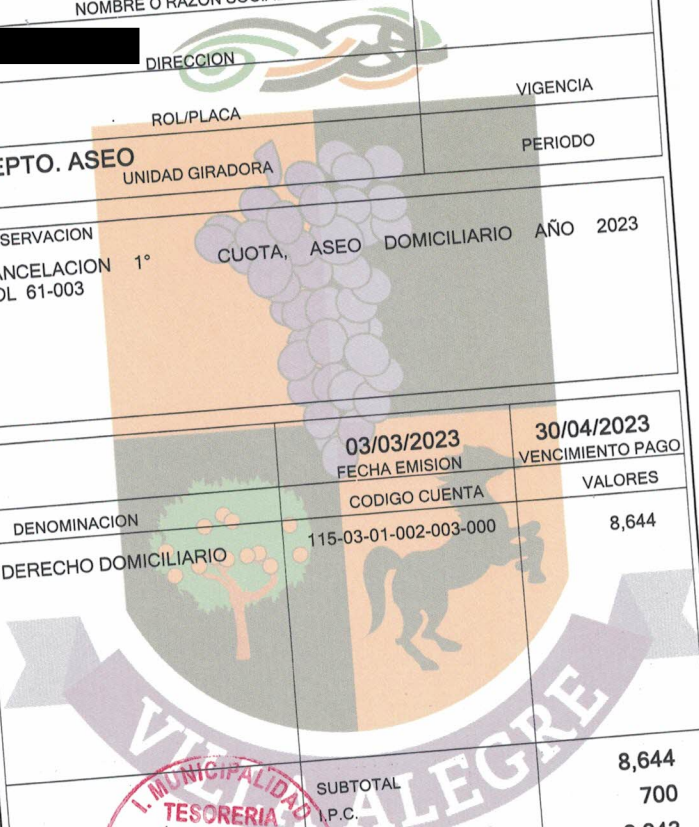 NOMBRE O RAZON
DIRECCION
VIGENCIA
ROL/PLACA
PERIODO
EPTO. ASEO
UNIDAD GIRADORA
SERVACION
ANCELACION 1° CUOTA, ASEO DOMICILIARIO AÑO 2023
OL 61-003
03/03/2023 30/04/2023
FECHA EMISION VENCIMIENTO PAGO
DENOMINACION CODIGO CUENTA VALORES
DERECHO DOMICILIARIO 115-03-01-002-003-000 8,644
VILLA ALEGRE
SUBTOTAL 8,644
I.P.C. 700
I. MUNICIPALIDAD
TESORERIA